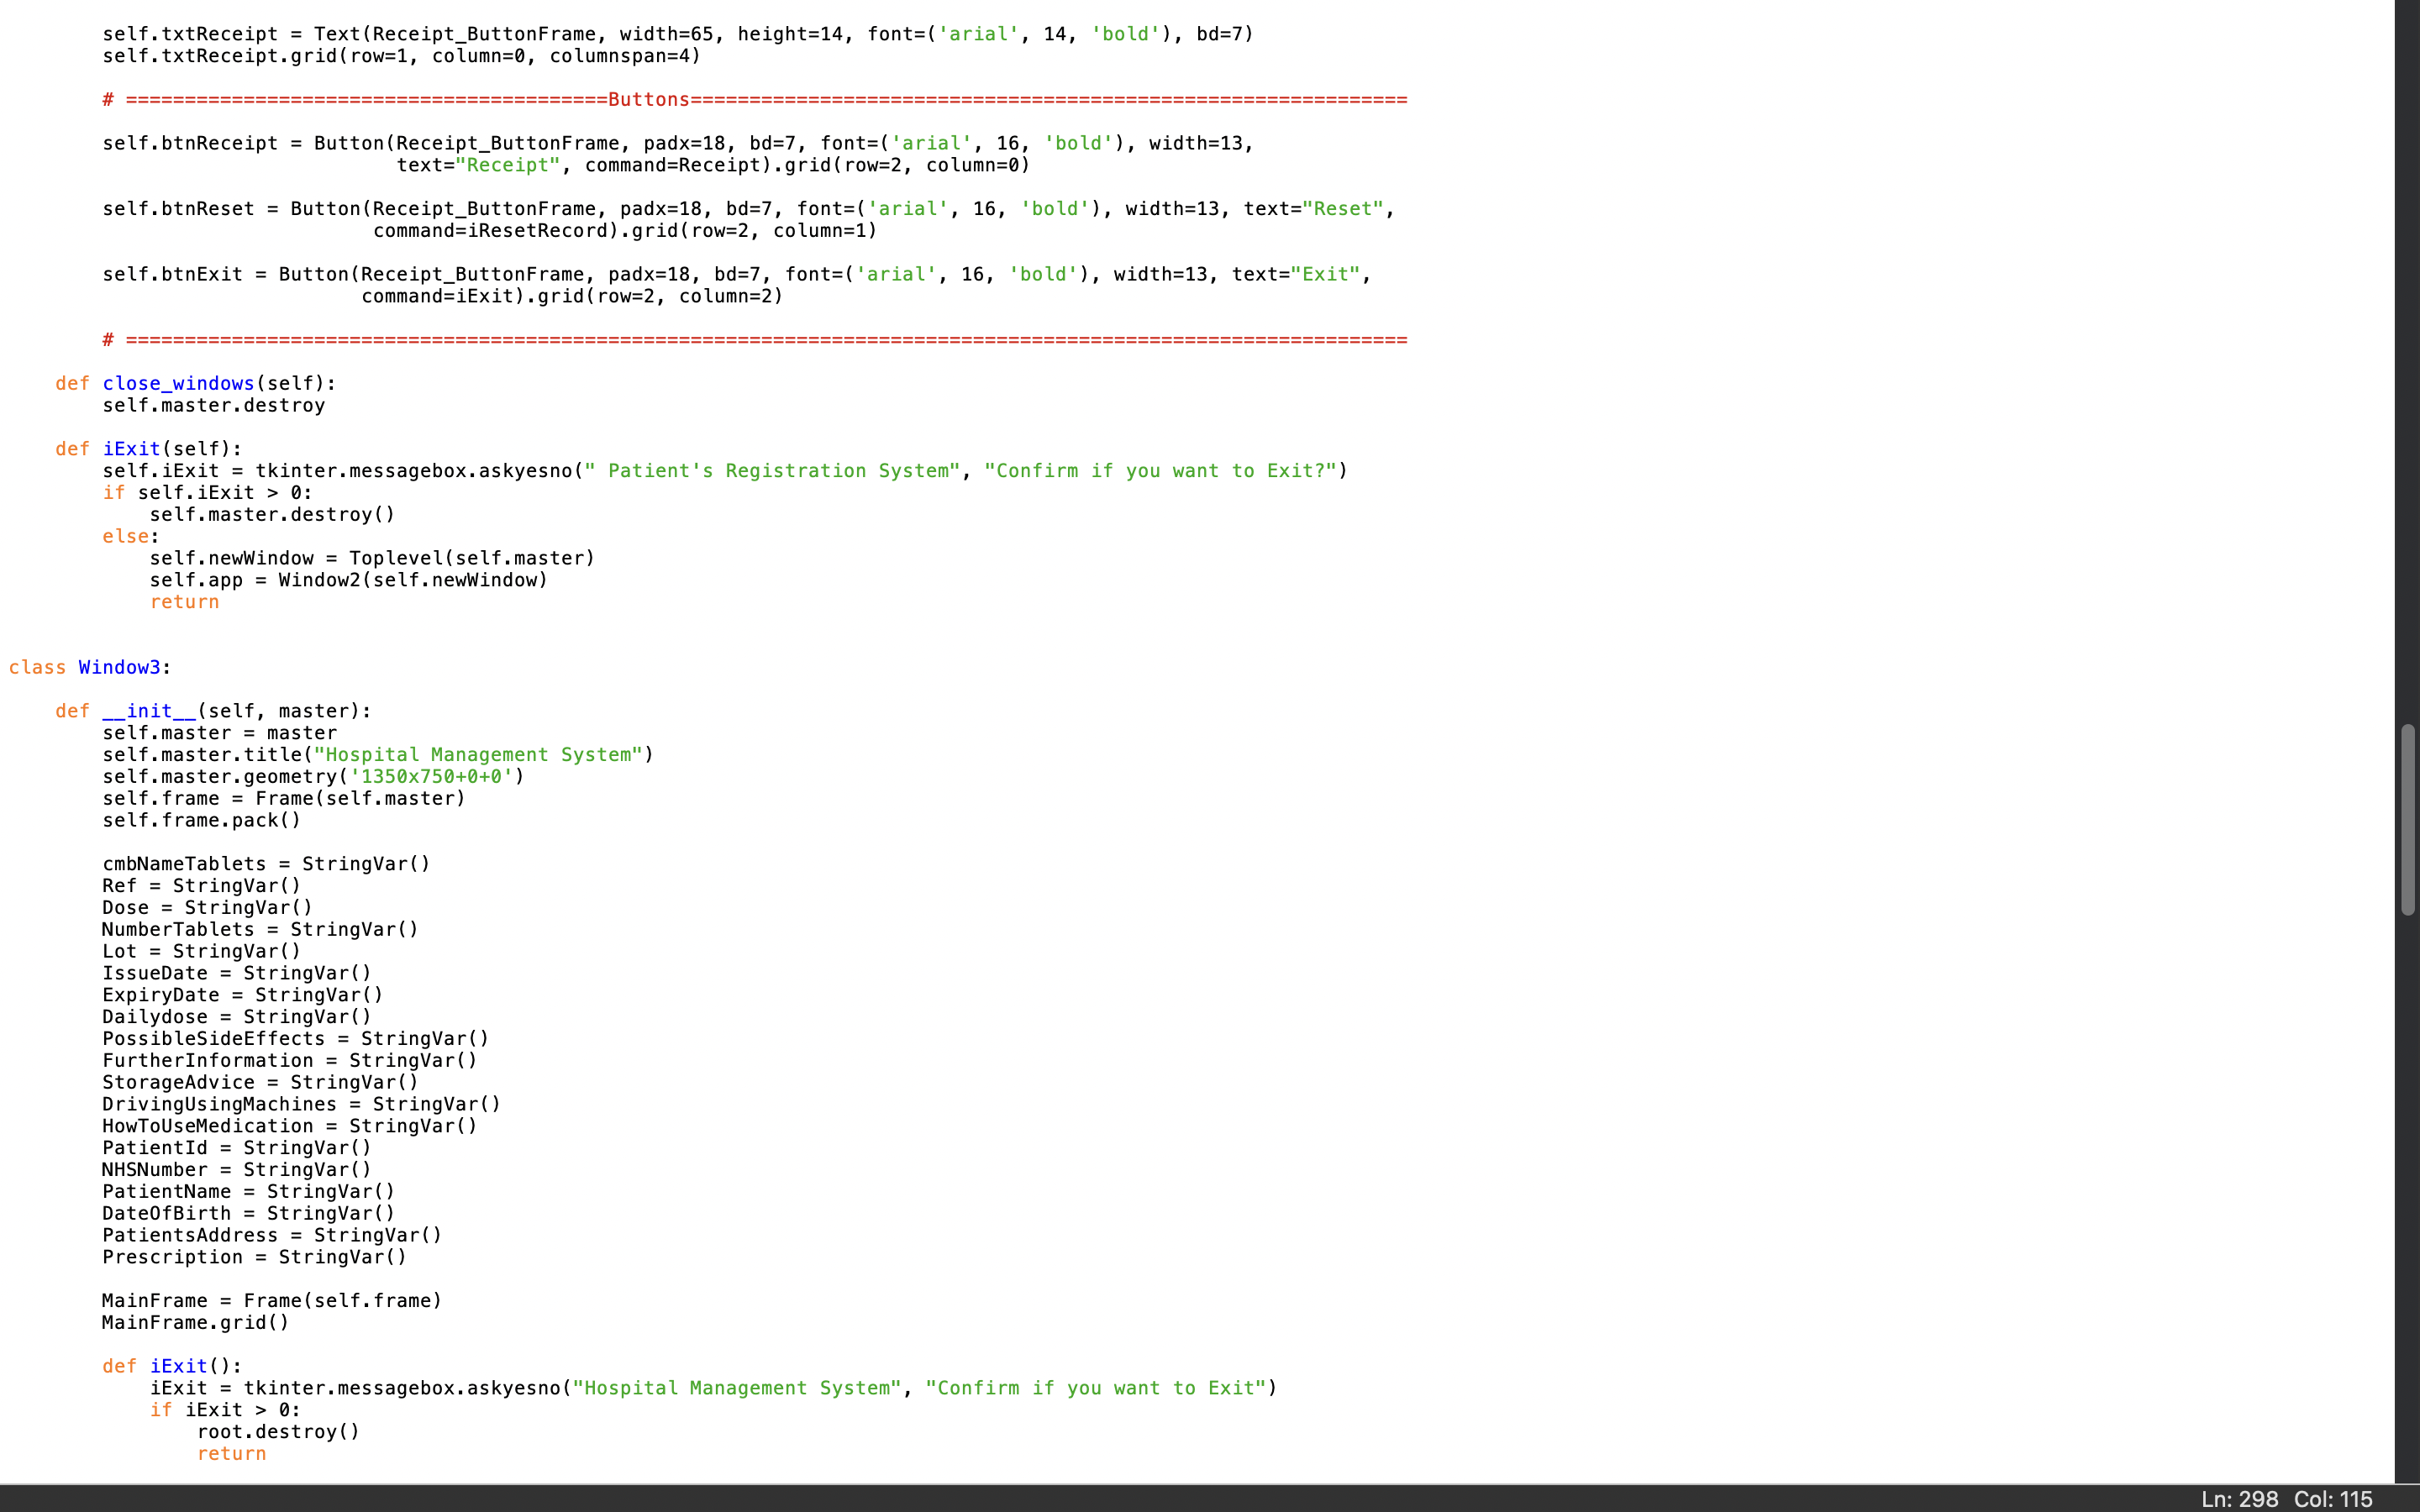 self.txtReceipt = Text(Receipt_ButtonFrame, width=65, height=14, font=('arial', 14, 'bold'), bd=7)
        self.txtReceipt.grid(row=1, column=0, columnspan=4)

        # =========================================Buttons=============================================================

        self.btnReceipt = Button(Receipt_ButtonFrame, padx=18, bd=7, font=('arial', 16, 'bold'), width=13,
                                 text="Receipt", command=Receipt).grid(row=2, column=0)

        self.btnReset = Button(Receipt_ButtonFrame, padx=18, bd=7, font=('arial', 16, 'bold'), width=13, text="Reset",
                               command=iResetRecord).grid(row=2, column=1)

        self.btnExit = Button(Receipt_ButtonFrame, padx=18, bd=7, font=('arial', 16, 'bold'), width=13, text="Exit",
                              command=iExit).grid(row=2, column=2)

        # =============================================================================================================

    def close_windows(self):
        self.master.destroy

    def iExit(self):
        self.iExit = tkinter.messagebox.askyesno(" Patient's Registration System", "Confirm if you want to Exit?")
        if self.iExit > 0:
            self.master.destroy()
        else:
            self.newWindow = Toplevel(self.master)
            self.app = Window2(self.newWindow)
            return


class Window3:

    def __init__(self, master):
        self.master = master
        self.master.title("Hospital Management System")
        self.master.geometry('1350x750+0+0')
        self.frame = Frame(self.master)
        self.frame.pack()

        cmbNameTablets = StringVar()
        Ref = StringVar()
        Dose = StringVar()
        NumberTablets = StringVar()
        Lot = StringVar()
        IssueDate = StringVar()
        ExpiryDate = StringVar()
        Dailydose = StringVar()
        PossibleSideEffects = StringVar()
        FurtherInformation = StringVar()
        StorageAdvice = StringVar()
        DrivingUsingMachines = StringVar()
        HowToUseMedication = StringVar()
        PatientId = StringVar()
        NHSNumber = StringVar()
        PatientName = StringVar()
        DateOfBirth = StringVar()
        PatientsAddress = StringVar()
        Prescription = StringVar()

        MainFrame = Frame(self.frame)
        MainFrame.grid()

        def iExit():
            iExit = tkinter.messagebox.askyesno("Hospital Management System", "Confirm if you want to Exit")
            if iExit > 0:
                root.destroy()
                return
Ln: 298 Col: 115